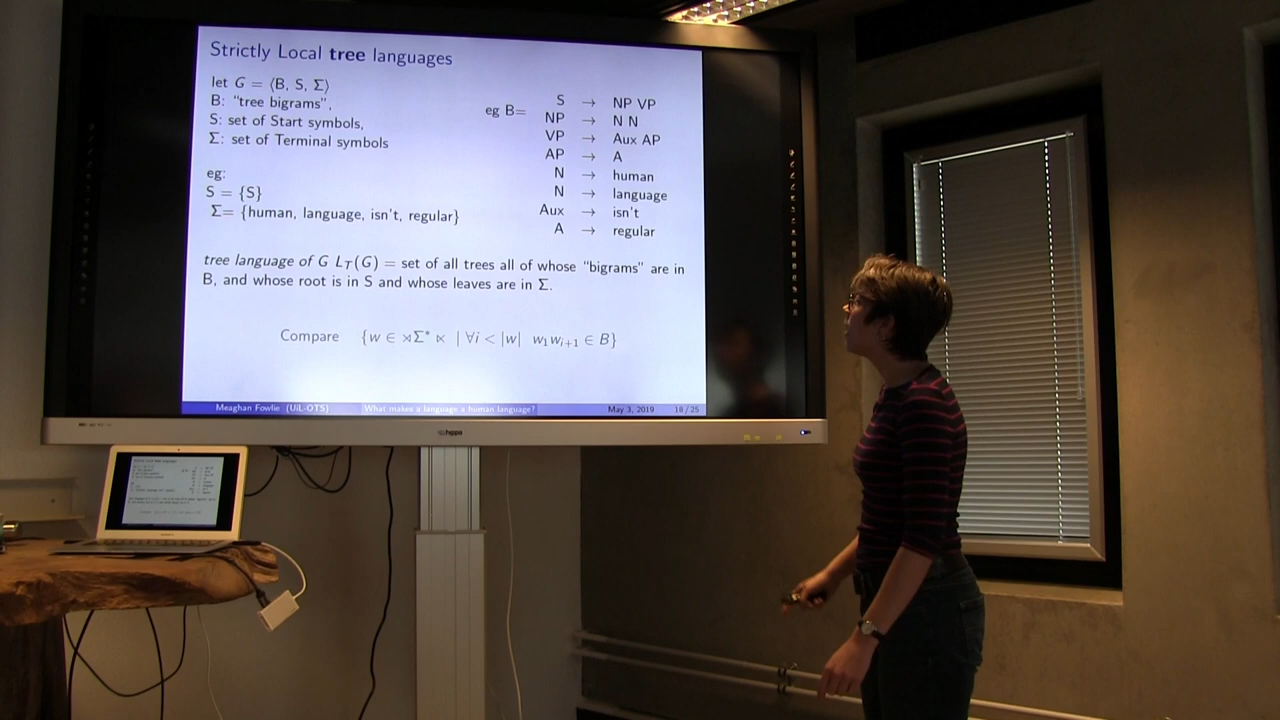 Strictly Local tree languages
let G = ⟨B, S, Σ⟩
B: "tree bigrams",
S: set of Start symbols,
Σ: set of Terminal symbols
eg:
S = {S}
Σ= {human, language, isn't, regular}
eg B=
S → NP VP
NP → N N
VP → Aux AP
AP → A
N → human
N → language
Aux → isn't
A → regular
tree language of G L_T(G) = set of all trees all of whose "bigrams" are in
B, and whose root is in S and whose leaves are in Σ.
Compare {w ∈ ⋊Σ* ⋉ | ∀i < |w| w₁wᵢ₊₁ ∈ B}
Meaghan Fowlie (UiL-OTS) What makes a language a human language? May 3, 2019 18 / 25